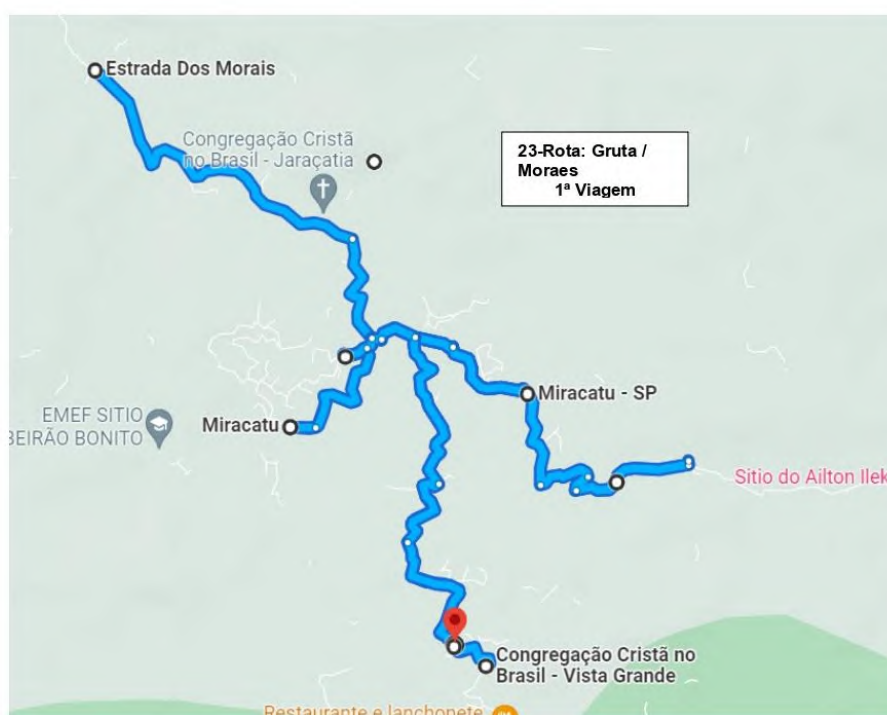 Estrada Dos Morais
Congregação Cristã
no Brasil - Jaraçatia
23-Rota: Gruta /
Moraes
1ª Viagem
Miracatu - SP
EMEF SITIO
BEIRÃO BONITO
Miracatu
Sitio do Ailton Ilek
Congregação Cristã no
Brasil - Vista Grande
Restaurante e lanchonete